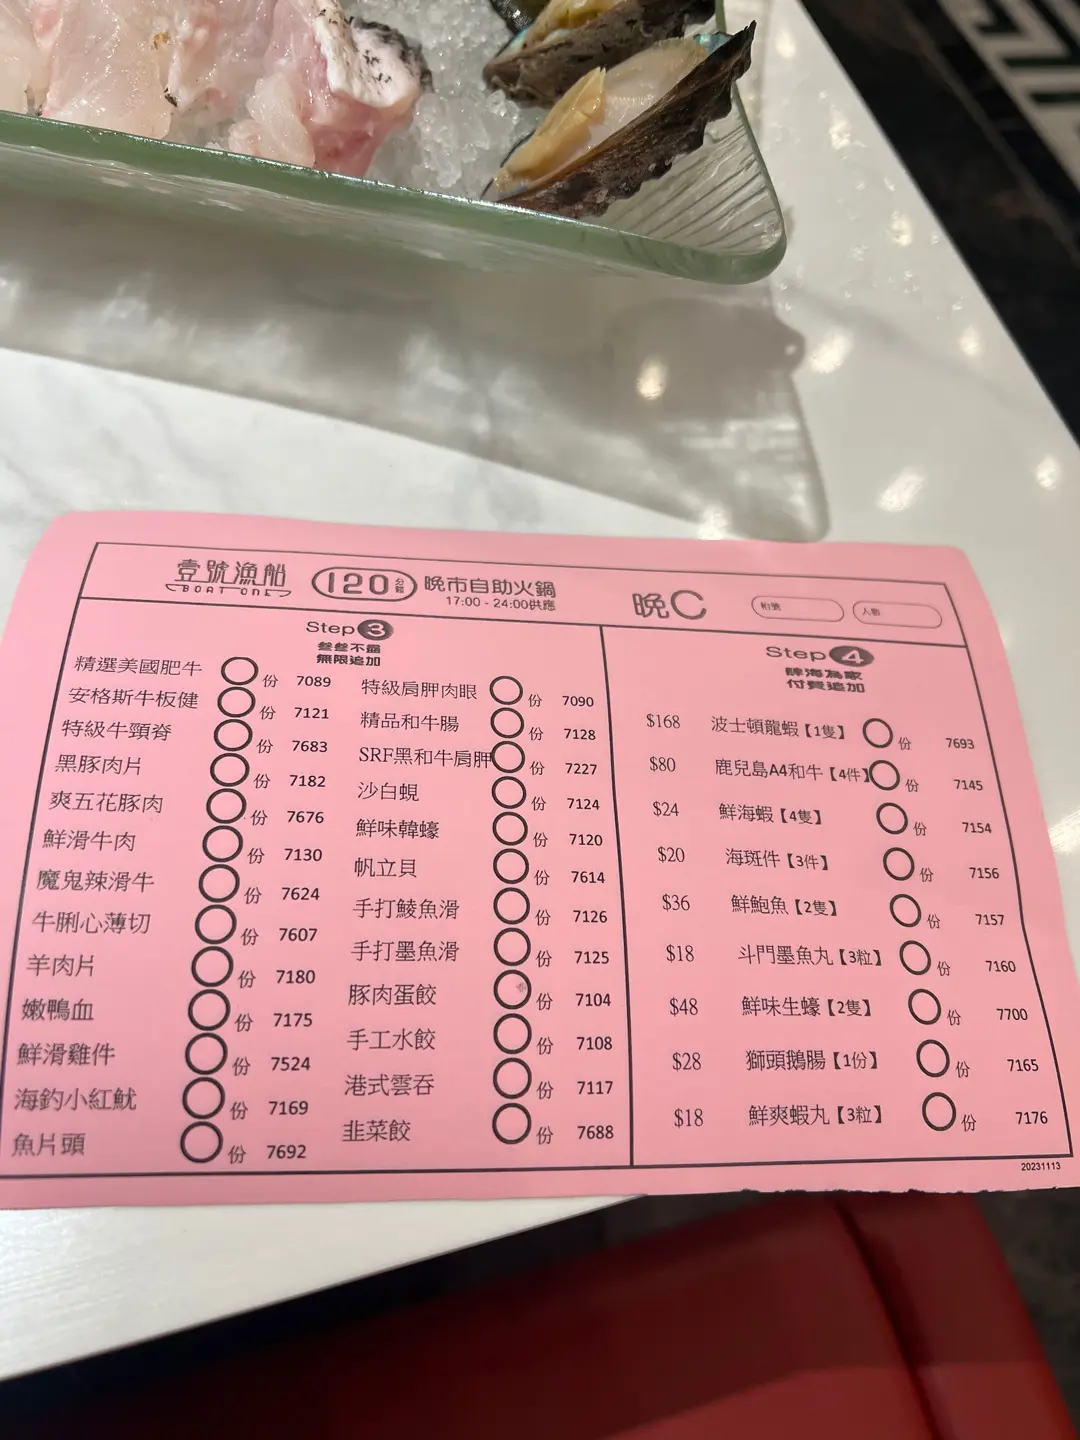 壹號漁船
BOAT ONE
120分鐘
晚市自助火鍋
17:00 - 24:00供應
晚C
枱號
人數
Step 3
叁叁不盡
無限追加
精選美國肥牛 份 7089
安格斯牛板健 份 7121
特級牛頸脊 份 7683
黑豚肉片 份 7182
爽五花豚肉 份 7676
鮮滑牛肉 份 7130
魔鬼辣滑牛 份 7624
牛脷心薄切 份 7607
羊肉片 份 7180
嫩鴨血 份 7175
鮮滑雞件 份 7524
海釣小紅魷 份 7169
魚片頭 份 7692
特級肩胛肉眼 份 7090
精品和牛腸 份 7128
SRF黑和牛肩胛 份 7227
沙白蜆 份 7124
鮮味韓蠔 份 7120
帆立貝 份 7614
手打鯪魚滑 份 7126
手打墨魚滑 份 7125
豚肉蛋餃 份 7104
手工水餃 份 7108
港式雲吞 份 7117
韭菜餃 份 7688
Step 4
肆海為家
付費追加
$168 波士頓龍蝦【1隻】 份 7693
$80 鹿兒島A4和牛【4件】 份 7145
$24 鮮海蝦【4隻】 份 7154
$20 海斑件【3件】 份 7156
$36 鮮鮑魚【2隻】 份 7157
$18 斗門墨魚丸【3粒】 份 7160
$48 鮮味生蠔【2隻】 份 7700
$28 獅頭鵝腸【1份】 份 7165
$18 鮮爽蝦丸【3粒】 份 7176
20231113